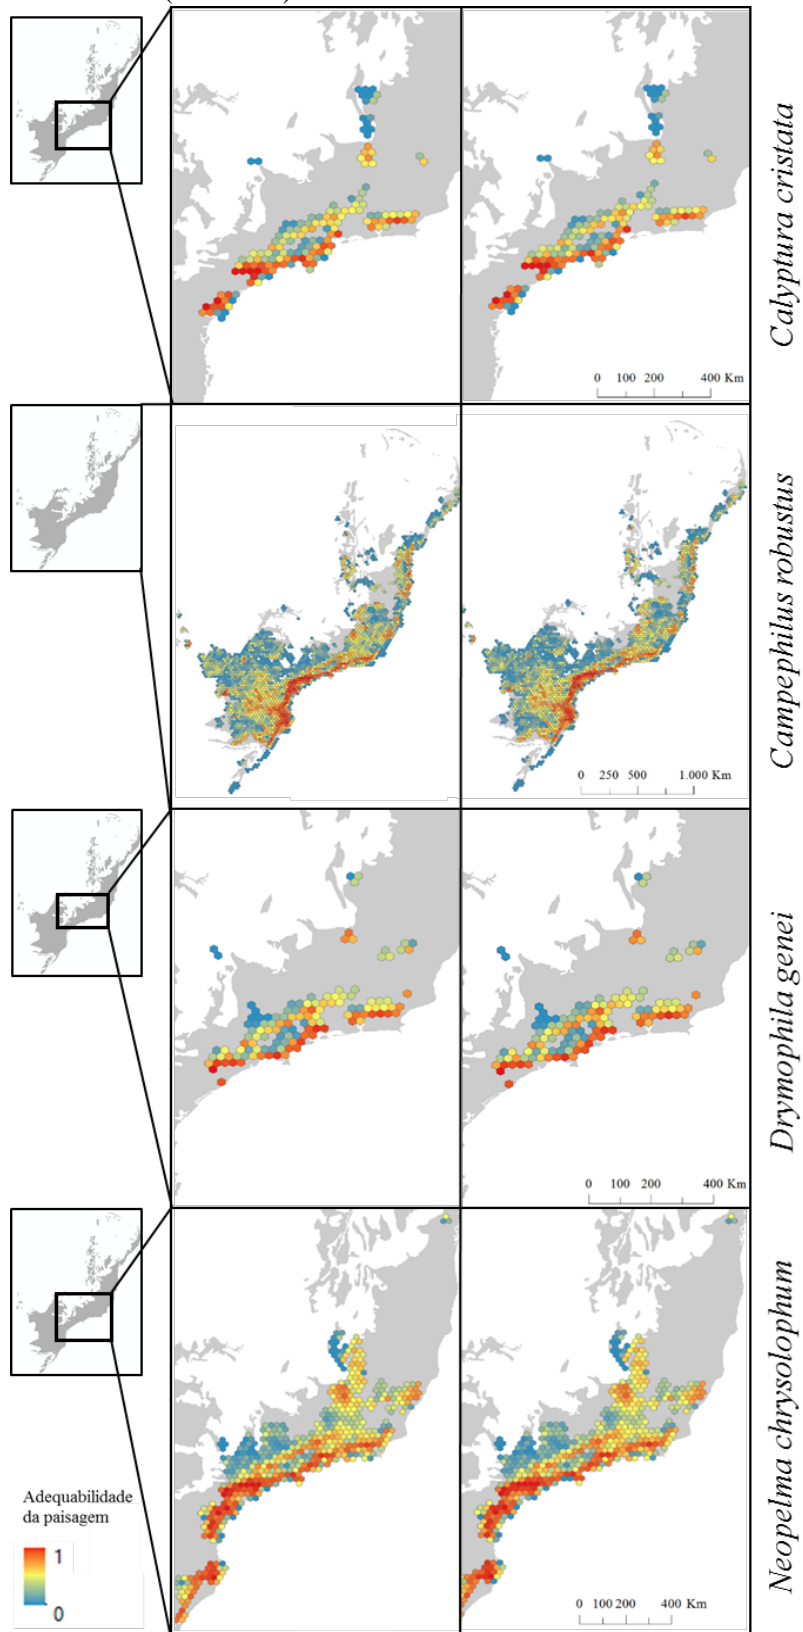 Calyptura cristata
0 100 200 400 Km
Campephilus robustus
0 250 500 1.000 Km
Drymophila genei
0 100 200 400 Km
Neopelma chrysolophum
Adequabilidade
da paisagem
1
0
0 100 200 400 Km